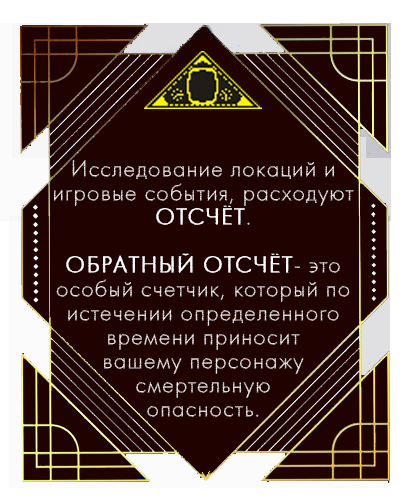 Исследование локаций и
игровые события, расходуют
ОТСЧЁТ.
ОБРАТНЫЙ ОТСЧЁТ- это
особый счетчик, который по
истечении определенного
времени приносит
вашему персонажу
смертельную
опасность.